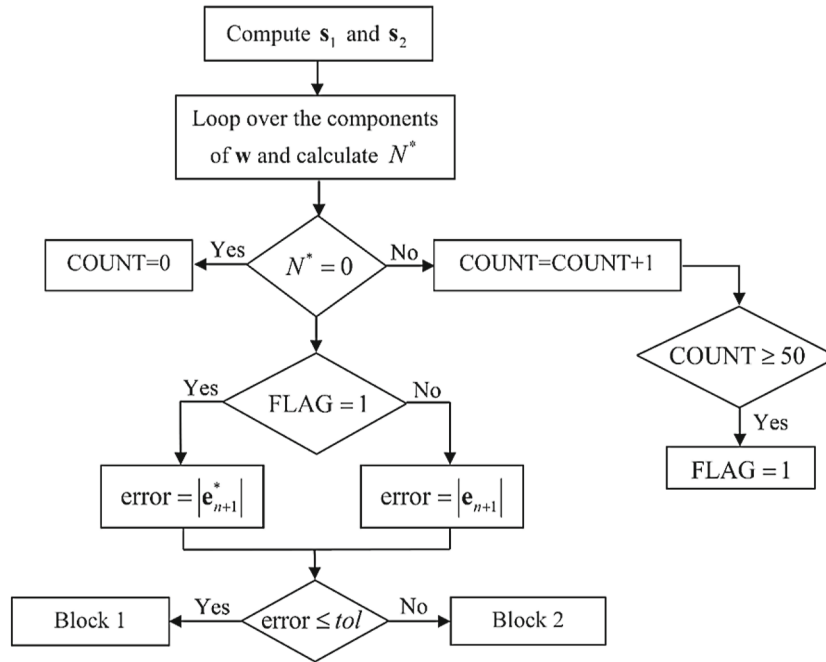 Compute s₁ and s₂
Loop over the components
of w and calculate N*
COUNT=0
Yes
N* = 0
No
COUNT=COUNT+1
COUNT ≥ 50
Yes
FLAG = 1
Yes
FLAG = 1
No
error = |e*ₙ₊₁|
error = |eₙ₊₁|
Block 1
Yes
error ≤ tol
No
Block 2